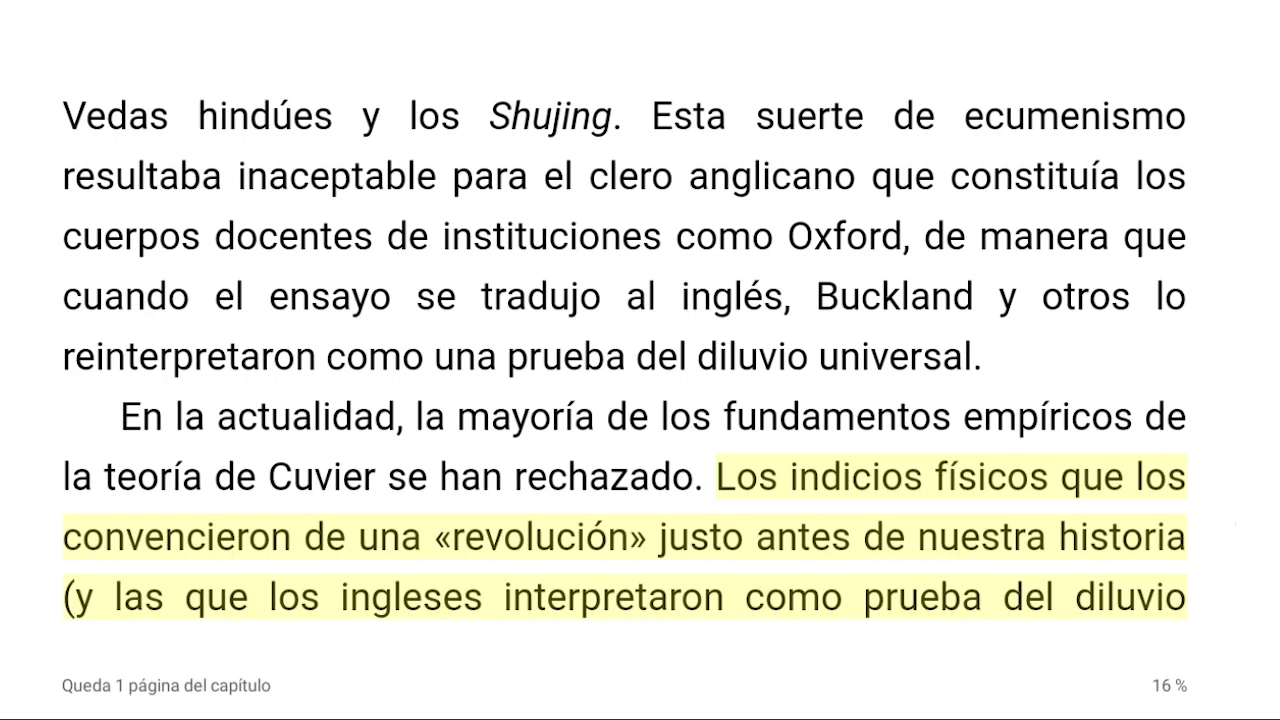 Vedas hindúes y los Shujing. Esta suerte de ecumenismo
resultaba inaceptable para el clero anglicano que constituía los
cuerpos docentes de instituciones como Oxford, de manera que
cuando el ensayo se tradujo al inglés, Buckland y otros lo
reinterpretaron como una prueba del diluvio universal.
En la actualidad, la mayoría de los fundamentos empíricos de
la teoría de Cuvier se han rechazado. Los indicios físicos que los
convencieron de una «revolución» justo antes de nuestra historia
(y las que los ingleses interpretaron como prueba del diluvio
Queda 1 página del capítulo
16 %